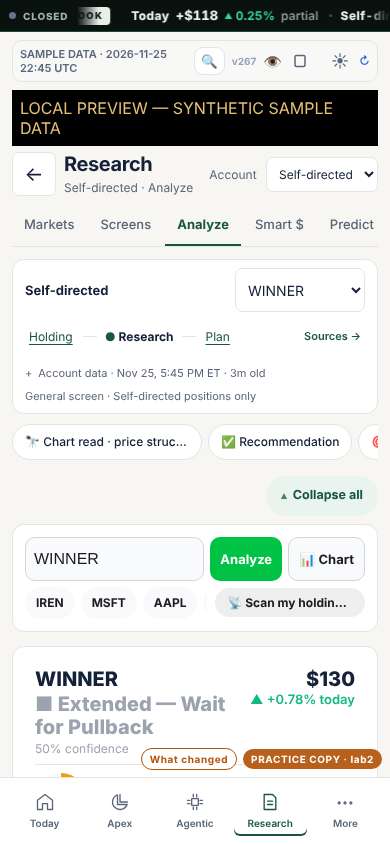 CLOSED OOK Today +$118 ▲ 0.25% partial · Self-di
SAMPLE DATA · 2026-11-25
22:45 UTC
v267
LOCAL PREVIEW — SYNTHETIC SAMPLE
DATA
Research
Self-directed · Analyze
Account
Self-directed
Markets Screens Analyze Smart $ Predict
Self-directed
WINNER
Holding Research Plan Sources →
+ Account data · Nov 25, 5:45 PM ET · 3m old
General screen · Self-directed positions only
Chart read · price struc...
Recommendation
▲ Collapse all
WINNER
Analyze
Chart
IREN MSFT AAPL
Scan my holdin...
WINNER
$130
■ Extended — Wait
for Pullback
▲ +0.78% today
50% confidence
What changed
PRACTICE COPY · lab2
Today Apex Agentic Research More